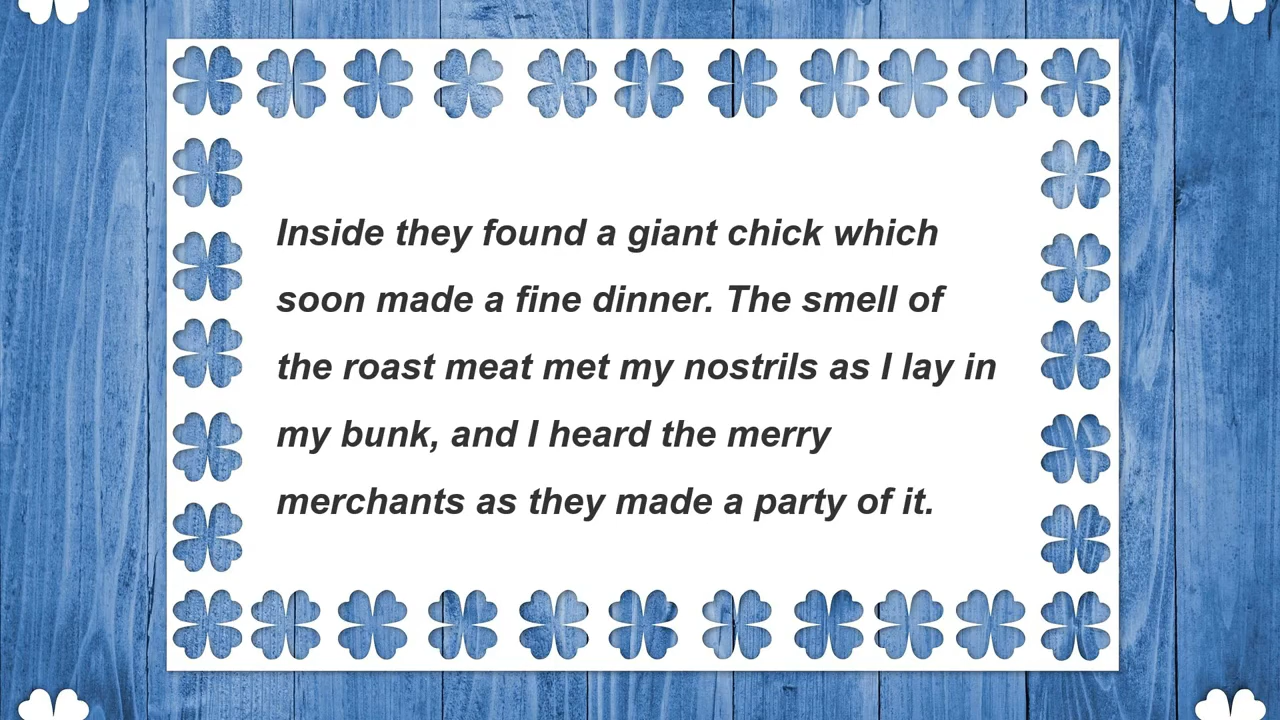 Inside they found a giant chick which
soon made a fine dinner. The smell of
the roast meat met my nostrils as I lay in
my bunk, and I heard the merry
merchants as they made a party of it.